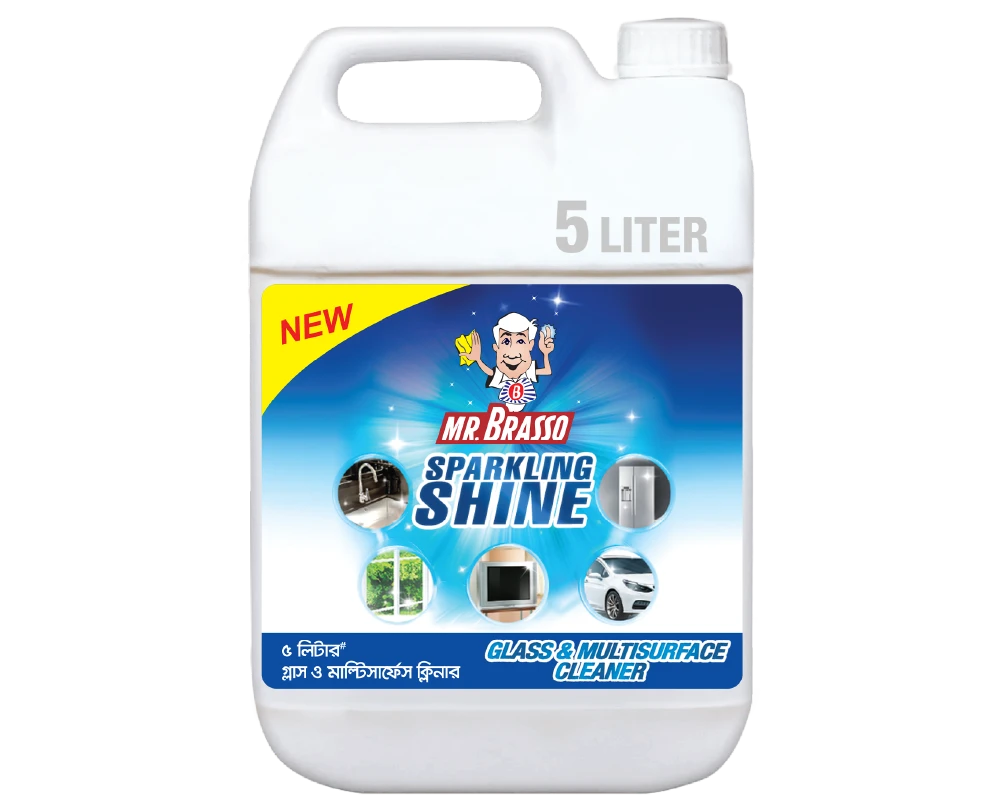 5 LITER
NEW
B
MR. BRASSO
SPARKLING
SHINE
৫ লিটার#
গ্লাস ও মাল্টিসার্ফেস ক্লিনার
GLASS & MULTISURFACE
CLEANER